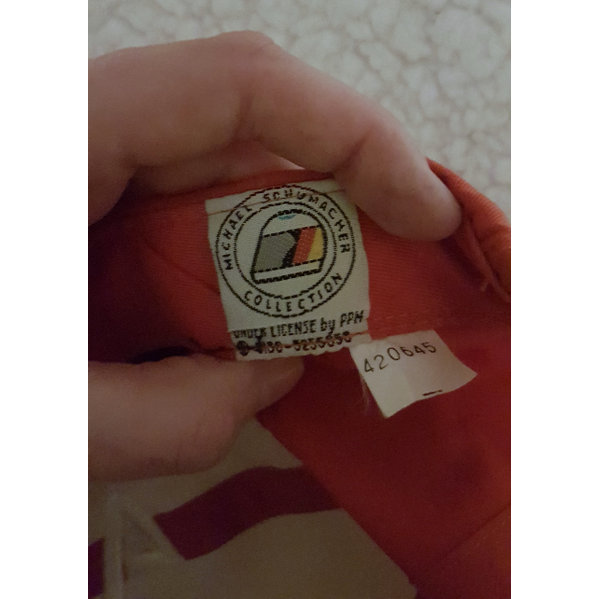 MICHAEL SCHUMACHER
COLLECTION
UNDER LICENSE by PPM
420645